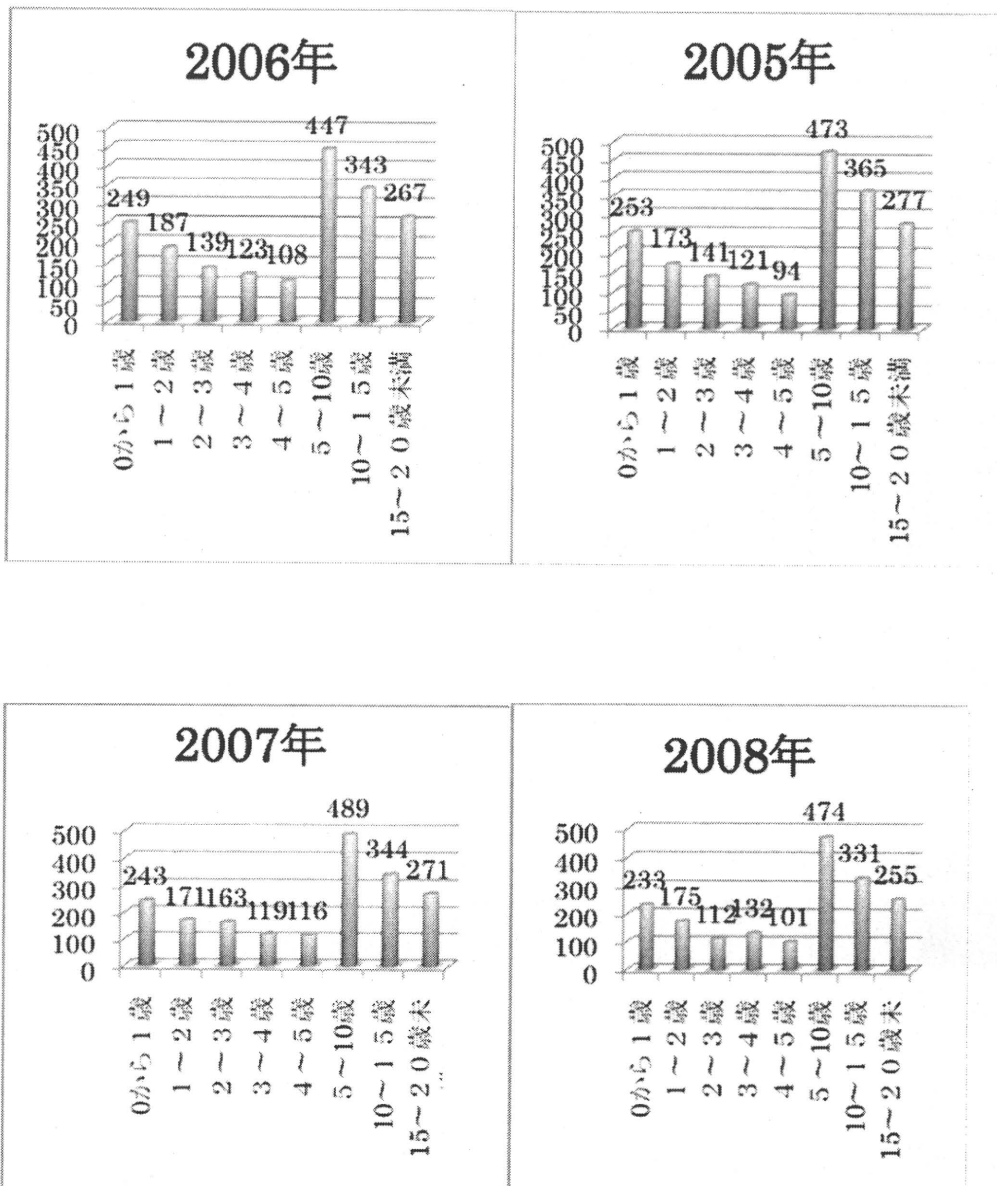 2006年
500
450
400
350
300
250
200
150
100
50
0
249
187
139
123
108
447
343
267
0から1歳
1～2歳
2～3歳
3～4歳
4～5歳
5～10歳
10～15歳
15～20歳未満
2005年
500
450
400
350
300
250
200
150
100
50
0
253
173
141
121
94
473
365
277
0から1歳
1～2歳
2～3歳
3～4歳
4～5歳
5～10歳
10～15歳
15～20歳未満
2007年
500
400
300
200
100
0
243
171
163
119
116
489
344
271
0から1歳
1～2歳
2～3歳
3～4歳
4～5歳
5～10歳
10～15歳
15～20歳未
2008年
500
400
300
200
100
0
233
175
112
132
101
474
331
255
0から1歳
1～2歳
2～3歳
3～4歳
4～5歳
5～10歳
10～15歳
15～20歳未